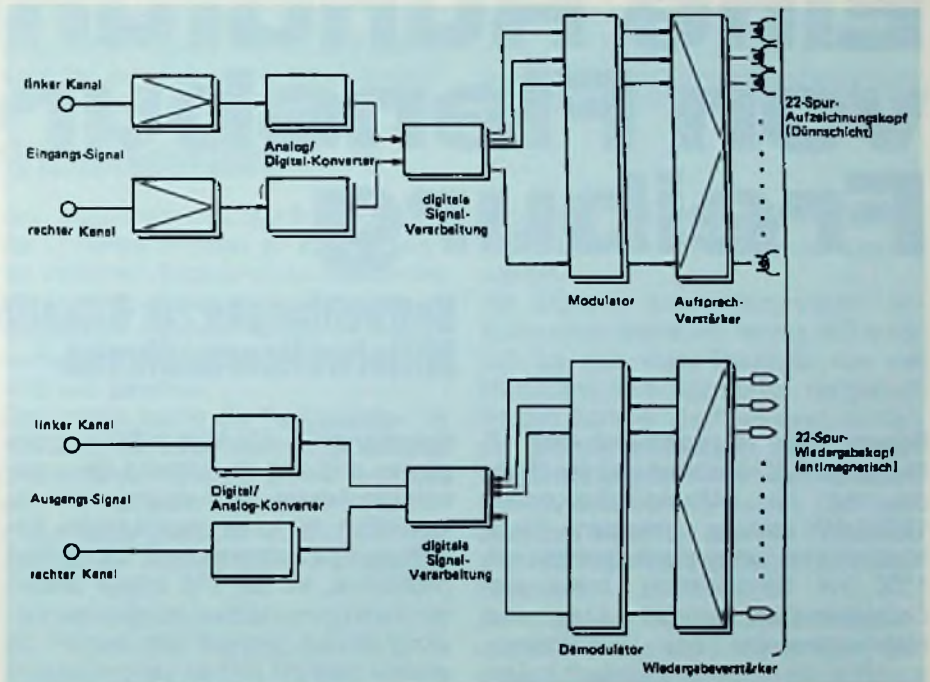 linker Kanal
Eingangs-Signal
rechter Kanal
Analog/
Digital-Konverter
digitale
Signal-
Verarbeitung
Modulator
Aufsprech-
Verstärker
22-Spur-
Aufzeichnungskopf
(Dünnschicht)
linker Kanal
Ausgangs-Signal
rechter Kanal
Digital/
Analog-Konverter
digitale
Signal-
Verarbeitung
Demodulator
Wiedergabeverstärker
22-Spur-
Wiedergabekopf
(antimagnetisch)